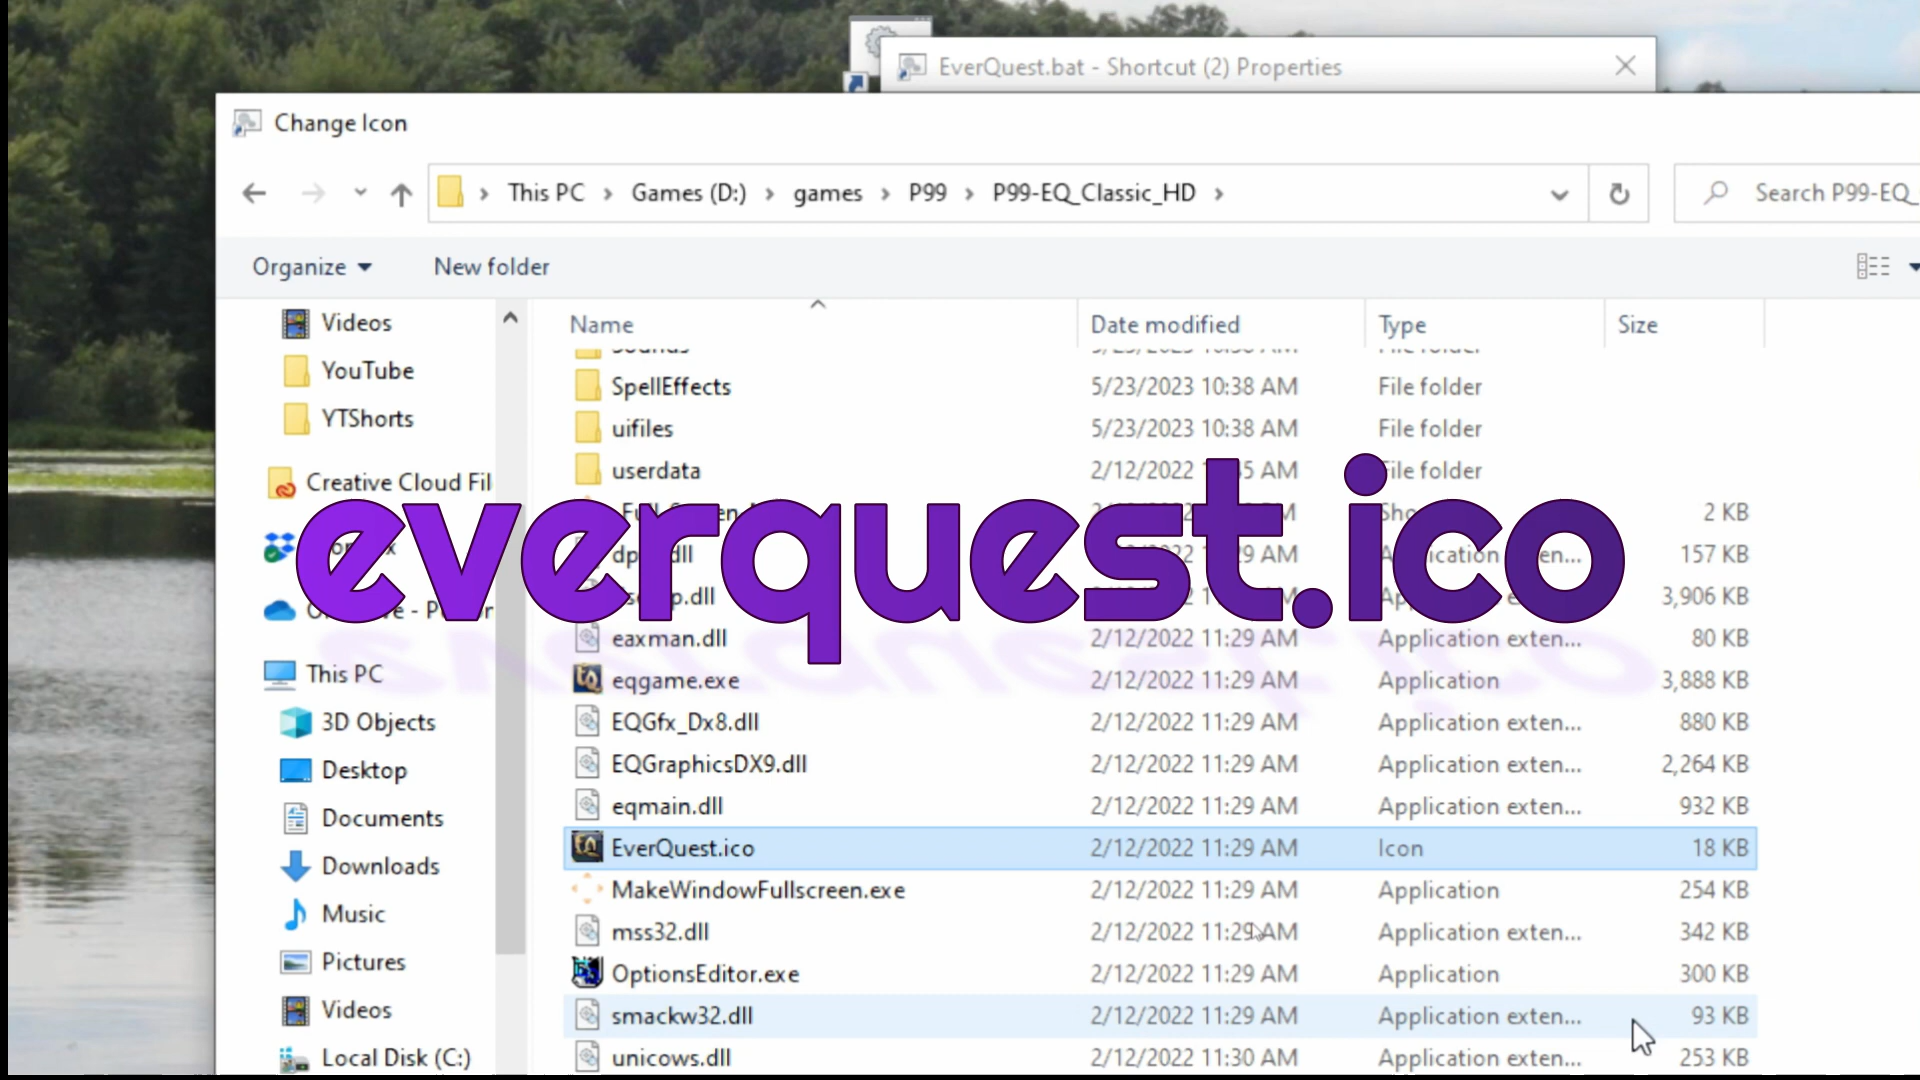 EverQuest.bat - Shortcut (2) Properties
Change Icon
This PC > Games (D:) > games > P99 > P99-EQ_Classic_HD >
Search P99-EQ_
Organize
New folder
Name
Date modified
Type
Size
Videos
YouTube
YTShorts
Creative Cloud Fil
This PC
3D Objects
Desktop
Documents
Downloads
Music
Pictures
Videos
Local Disk (C:)
SpellEffects 5/23/2023 10:38 AM File folder
uifiles 5/23/2023 10:38 AM File folder
userdata 2/12/2022 File folder
2 KB
157 KB
3,906 KB
everquest.ico
eaxman.dll 2/12/2022 11:29 AM Application exten... 80 KB
eqgame.exe 2/12/2022 11:29 AM Application 3,888 KB
EQGfx_Dx8.dll 2/12/2022 11:29 AM Application exten... 880 KB
EQGraphicsDX9.dll 2/12/2022 11:29 AM Application exten... 2,264 KB
eqmain.dll 2/12/2022 11:29 AM Application exten... 932 KB
EverQuest.ico 2/12/2022 11:29 AM Icon 18 KB
MakeWindowFullscreen.exe 2/12/2022 11:29 AM Application 254 KB
mss32.dll 2/12/2022 11:29 AM Application exten... 342 KB
OptionsEditor.exe 2/12/2022 11:29 AM Application 300 KB
smackw32.dll 2/12/2022 11:29 AM Application exten... 93 KB
unicows.dll 2/12/2022 11:30 AM Application exten... 253 KB